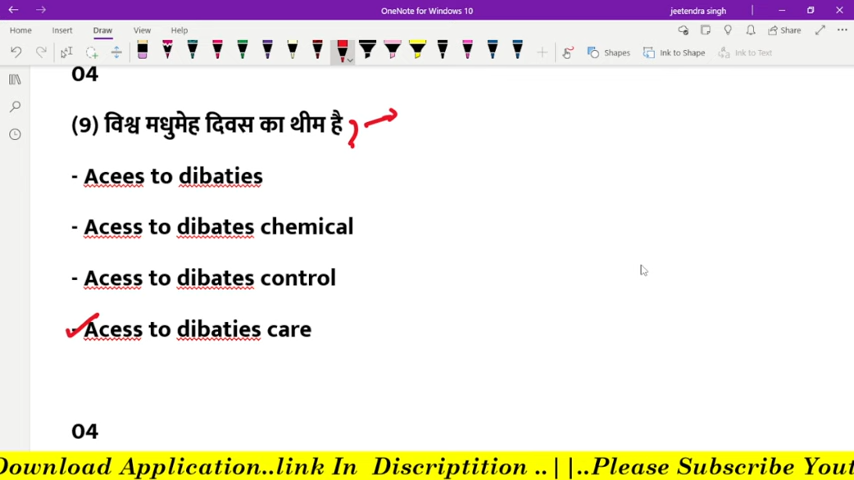 OneNote for Windows 10
jeetendra singh
Home Insert Draw View Help
Share
Shapes Ink to Shape Ink to Text
04
(9) विश्व मधुमेह दिवस का थीम है
- Acees to dibaties
- Acess to dibates chemical
- Acess to dibates control
- Acess to dibaties care
04
Download Application..link In Discriptition ..||..Please Subscribe Yout